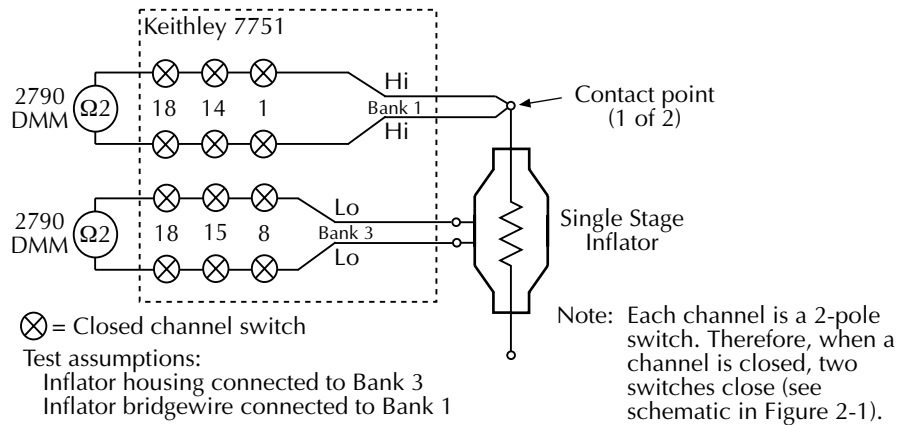 Keithley 7751
2790
DMM
Ω2
18 14 1
Hi
Bank 1
Hi
Contact point
(1 of 2)
2790
DMM
Ω2
18 15 8
Lo
Bank 3
Lo
Single Stage
Inflator
= Closed channel switch
Test assumptions:
Inflator housing connected to Bank 3
Inflator bridgewire connected to Bank 1
Note: Each channel is a 2-pole
switch. Therefore, when a
channel is closed, two
switches close (see
schematic in Figure 2-1).